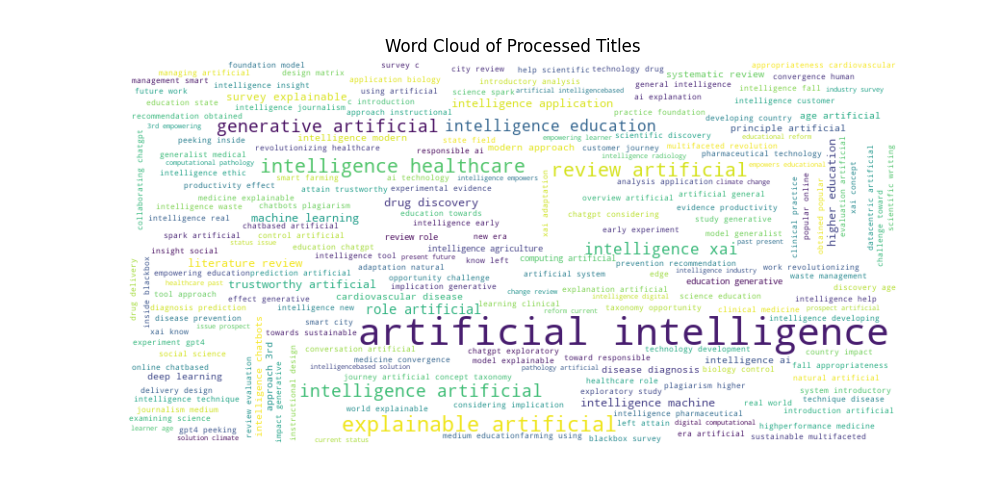 Word Cloud of Processed Titles
foundation model
survey c
city review
help scientific
technology drug
appropriateness cardiovascular
managing artificial
design matrix
application biology
introductory analysis
systematic review
convergence human
management smart
intelligence insight
using artificial
science spark
artificial intelligencebased
general intelligence
intelligence fall
industry survey
future work
survey explainable
c introduction
intelligence application
ai explanation
intelligence customer
education state
intelligence journalism
approach instructional
practice foundation
developing country
age artificial
recommendation obtained
generative artificial
intelligence education
principle artificial
3rd empowering
peeking inside
intelligence modern
state field
empowering learner
scientific discovery
educational reform
collaborating chatgpt
revolutionizing healthcare
responsible ai
modern approach
customer journey
multifaceted revolution
generalist medical
intelligence radiology
pharmaceutical technology
computational pathology
intelligence healthcare
review artificial
empowers educational
intelligence ethic
smart farming
ai technology
intelligence empowers
analysis application
climate change
productivity effect
attain trustworthy
experimental evidence
xai adaptation
overview artificial
artificial general
higher education
evaluation artificial
xai concept
datacentric artificial
scientific writing
medicine explainable
drug discovery
evidence productivity
clinical practice
popular online
obtained popular
challenge toward
intelligence waste
chatbots plagiarism
education towards
chatgpt considering
study generative
intelligence real
machine learning
chatbased artificial
intelligence early
early experiment
model generalist
spark artificial
control artificial
review role
new era
intelligence xai
past present
status issue
education chatgpt
intelligence agriculture
insight social
intelligence tool
present future
know left
computing artificial
prevention recommendation
drug delivery
inside blackbox
literature review
adaptation natural
edge
intelligence industry
work revolutionizing
empowering education
prediction artificial
opportunity challenge
artificial system
waste management
healthcare past
trustworthy artificial
implication generative
explanation artificial
education generative
discovery age
tool approach
cardiovascular disease
change review
intelligence digital
science education
diagnosis prediction
effect generative
role artificial
learning clinical
taxonomy opportunity
intelligence help
disease prevention
intelligence new
reform current
clinical medicine
prospect artificial
issue prospect
smart city
artificial intelligence
intelligence developing
xai know
towards sustainable
experiment gpt4
intelligence chatbots
conversation artificial
chatgpt exploratory
technology development
country impact
social science
review evaluation
approach 3rd
impact generative
instructional design
medicine convergence
model explainable
toward responsible
intelligence ai
fall appropriateness
online chatbased
intelligencebased solution
pathology artificial
disease diagnosis
biology control
deep learning
journey artificial
concept taxonomy
healthcare role
natural artificial
delivery design
intelligence artificial
exploratory study
plagiarism higher
system introductory
intelligence technique
considering implication
intelligence machine
real world
technique disease
journalism medium
world explainable
intelligence pharmaceutical
introduction artificial
examining science
explainable artificial
left attain
digital computational
highperformance medicine
learner age
gpt4 peeking
era artificial
solution climate
current status
medium education
farming using
blackbox survey
sustainable multifaceted